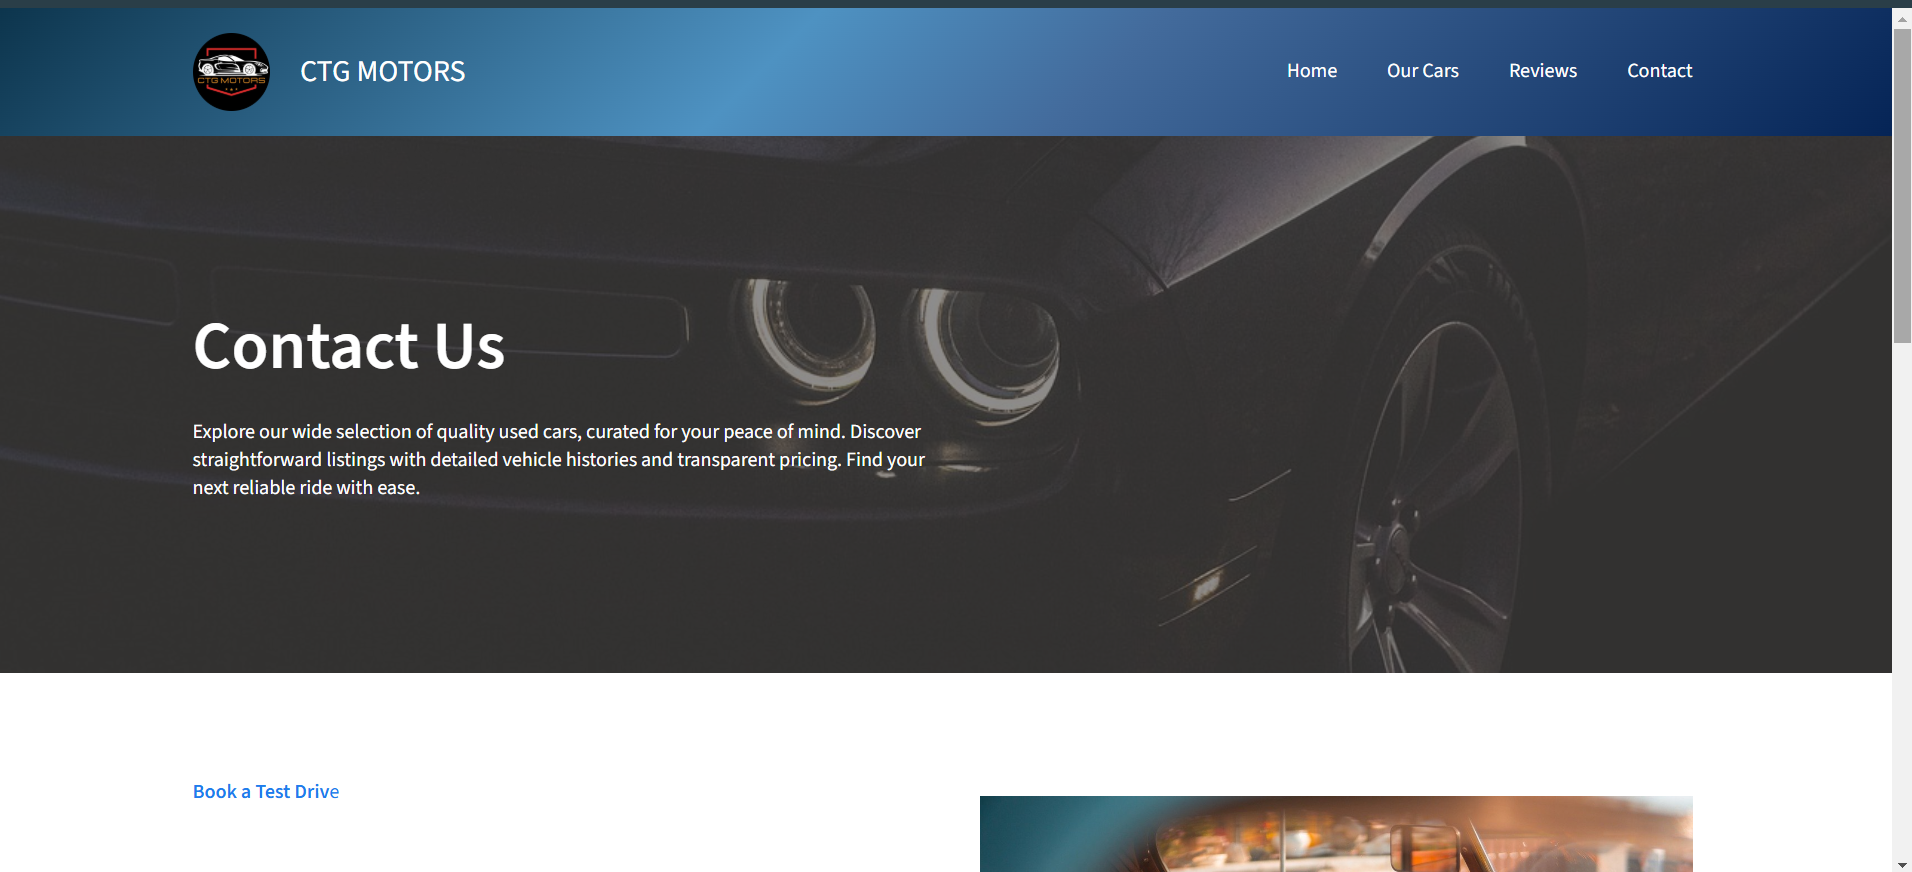 CTG MOTORS
CTG MOTORS
Home
Our Cars
Reviews
Contact
Contact Us
Explore our wide selection of quality used cars, curated for your peace of mind. Discover
straightforward listings with detailed vehicle histories and transparent pricing. Find your
next reliable ride with ease.
Book a Test Drive